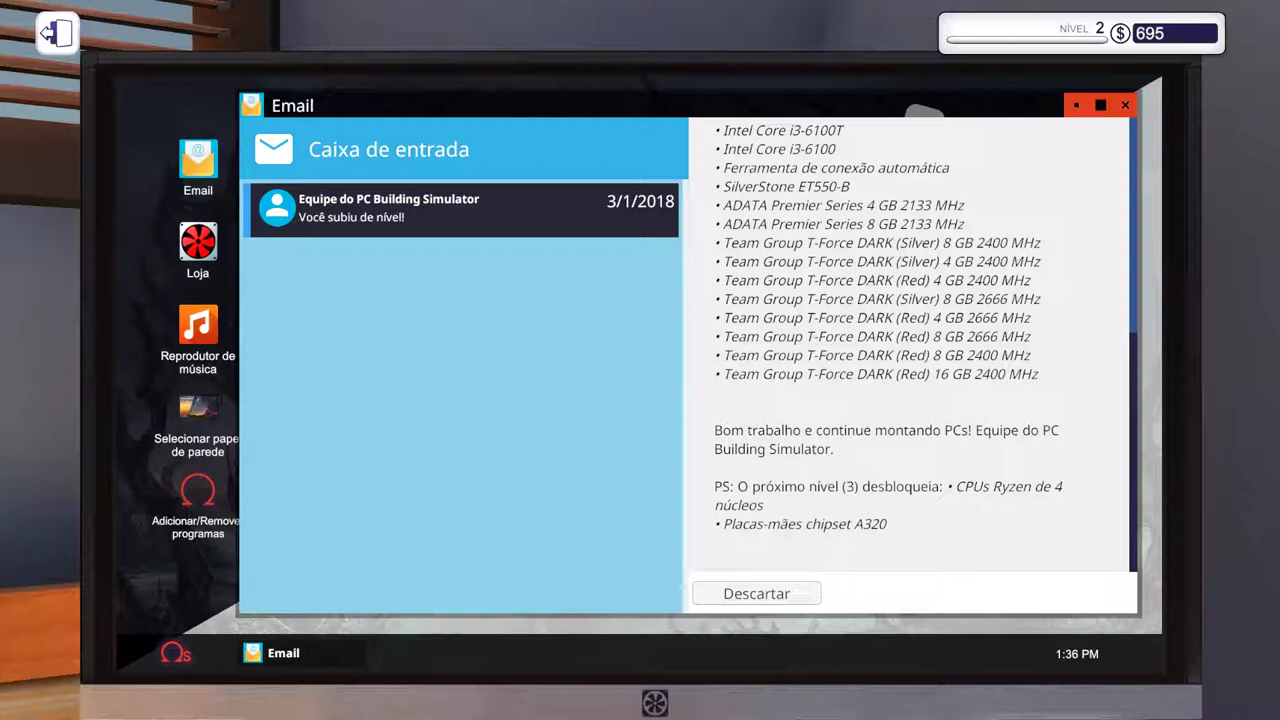 NÍVEL 2 $ 695
Email
Caixa de entrada
Equipe do PC Building Simulator 3/1/2018
Você subiu de nível!
• Intel Core i3-6100T
• Intel Core i3-6100
• Ferramenta de conexão automática
• SilverStone ET550-B
• ADATA Premier Series 4 GB 2133 MHz
• ADATA Premier Series 8 GB 2133 MHz
• Team Group T-Force DARK (Silver) 8 GB 2400 MHz
• Team Group T-Force DARK (Silver) 4 GB 2400 MHz
• Team Group T-Force DARK (Red) 4 GB 2400 MHz
• Team Group T-Force DARK (Silver) 8 GB 2666 MHz
• Team Group T-Force DARK (Red) 4 GB 2666 MHz
• Team Group T-Force DARK (Red) 8 GB 2666 MHz
• Team Group T-Force DARK (Red) 8 GB 2400 MHz
• Team Group T-Force DARK (Red) 16 GB 2400 MHz
Bom trabalho e continue montando PCs! Equipe do PC
Building Simulator.
PS: O próximo nível (3) desbloqueia: • CPUs Ryzen de 4
núcleos
• Placas-mães chipset A320
Descartar
Email
Loja
Reprodutor de
música
Selecionar pape
de parede
Adicionar/Remove
programas
Ωs
Email
1:36 PM